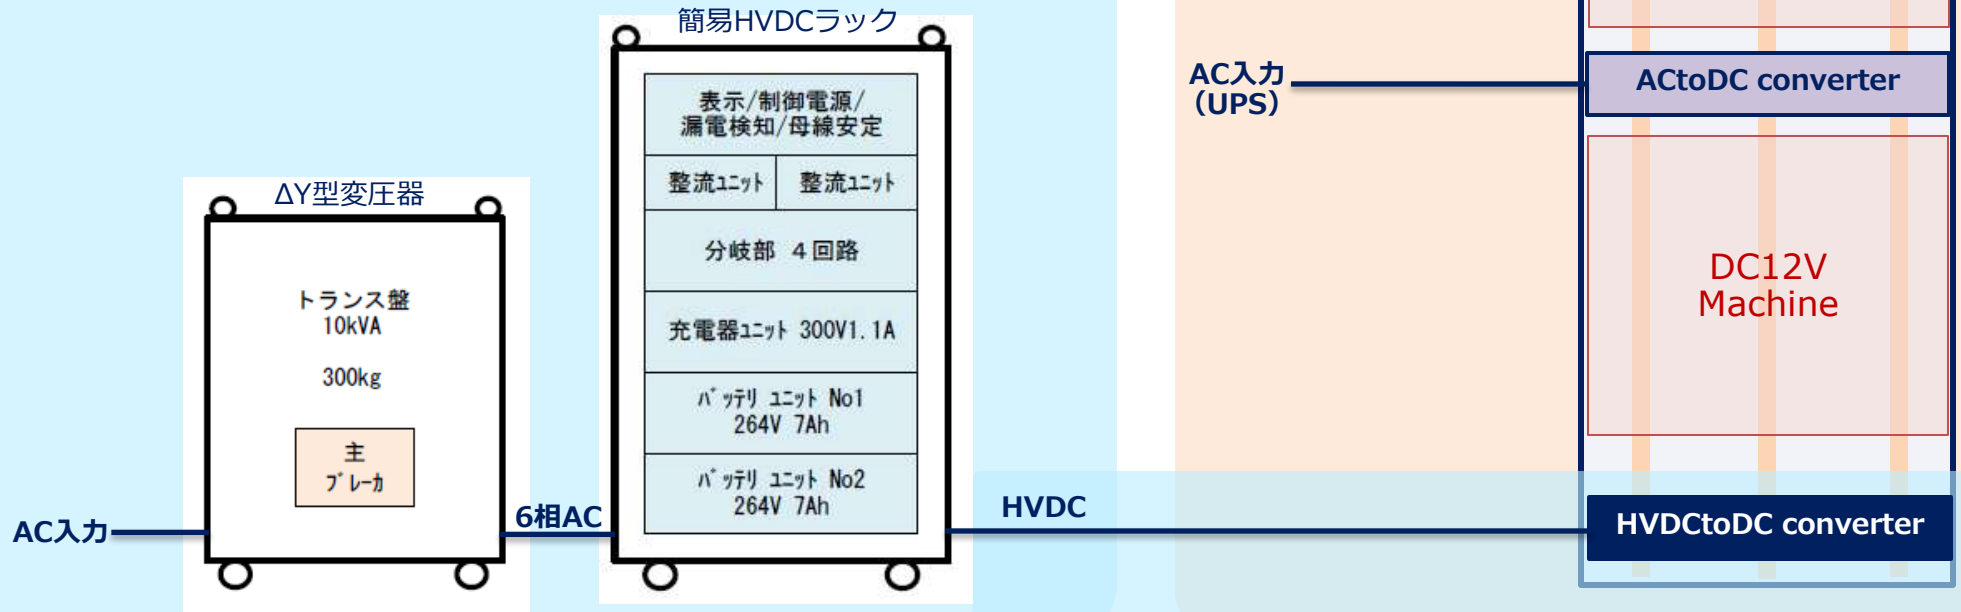 簡易HVDCラック
表示/制御電源/
漏電検知/母線安定
整流ﾕﾆｯﾄ 整流ﾕﾆｯﾄ
分岐部 4回路
充電器ﾕﾆｯﾄ 300V1.1A
ﾊﾞｯﾃﾘ ﾕﾆｯﾄ No1
264V 7Ah
ﾊﾞｯﾃﾘ ﾕﾆｯﾄ No2
264V 7Ah
ΔY型変圧器
トランス盤
10kVA
300kg
主
ﾌﾞﾚｰｶ
AC入力
6相AC
HVDC
AC入力
（UPS）
ACtoDC converter
DC12V
Machine
HVDCtoDC converter